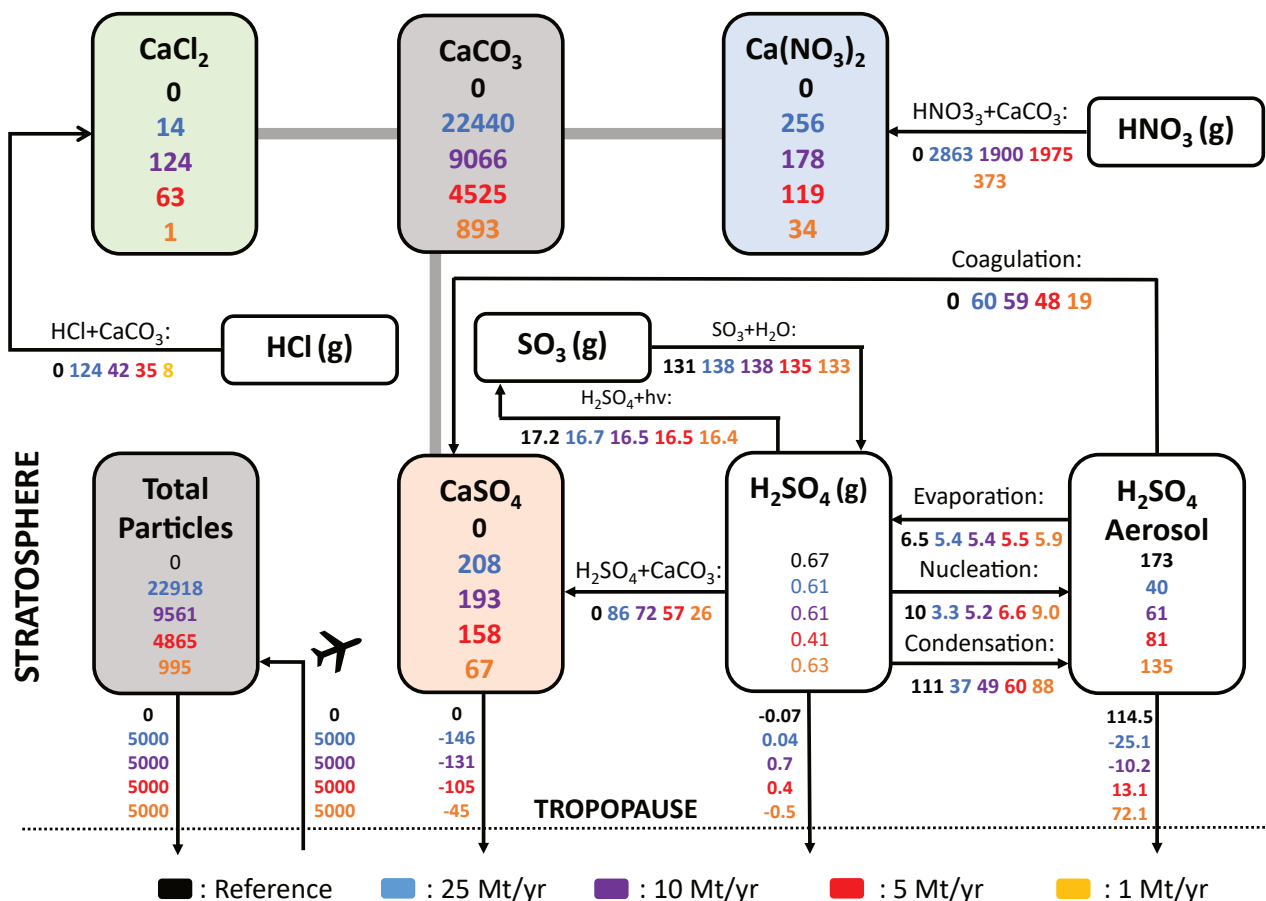 CaCl₂
0
14
124
63
1
CaCO₃
0
22440
9066
4525
893
Ca(NO₃)₂
0
256
178
119
34
HNO3₃+CaCO₃:
0 2863 1900 1975
373
HNO₃ (g)
Coagulation:
0 60 59 48 19
HCl+CaCO₃:
0 124 42 35 8
HCl (g)
SO₃ (g)
SO₃+H₂O:
131 138 138 135 133
H₂SO₄+hv:
17.2 16.7 16.5 16.5 16.4
STRATOSPHERE
Total
Particles
0
22918
9561
4865
995
CaSO₄
0
208
193
158
67
H₂SO₄+CaCO₃:
0 86 72 57 26
H₂SO₄ (g)
0.67
0.61
0.61
0.41
0.63
Evaporation:
6.5 5.4 5.4 5.5 5.9
Nucleation:
10 3.3 5.2 6.6 9.0
Condensation:
111 37 49 60 88
H₂SO₄
Aerosol
173
40
61
81
135
0
5000
5000
5000
5000
0
5000
5000
5000
5000
0
-146
-131
-105
-45
-0.07
0.04
0.7
0.4
-0.5
114.5
-25.1
-10.2
13.1
72.1
TROPOPAUSE
: Reference
: 25 Mt/yr
: 10 Mt/yr
: 5 Mt/yr
: 1 Mt/yr